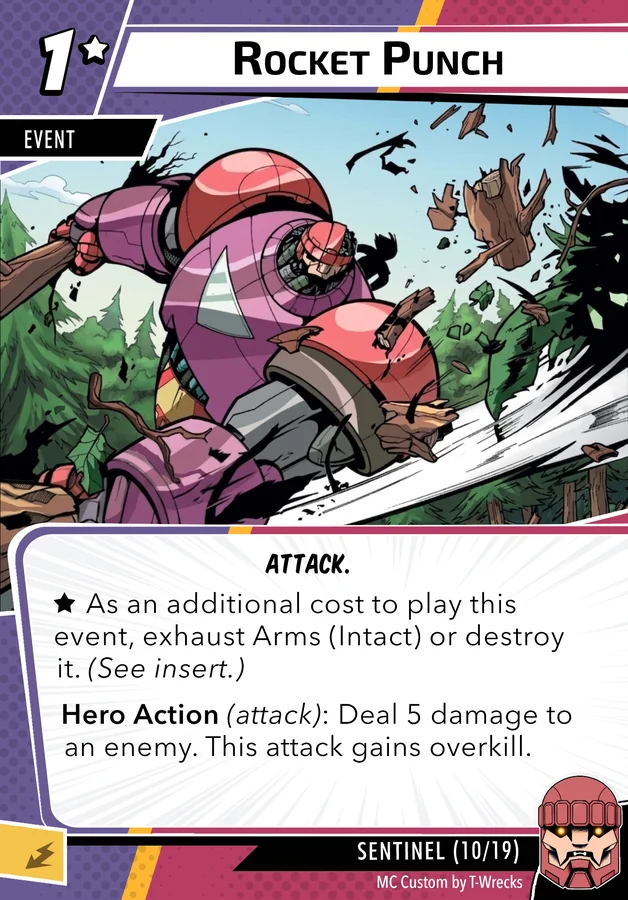 1★
ROCKET PUNCH
EVENT
ATTACK.
★ As an additional cost to play this
event, exhaust Arms (Intact) or destroy
it. (See insert.)
Hero Action (attack): Deal 5 damage to
an enemy. This attack gains overkill.
SENTINEL (10/19)
MC Custom by T-Wrecks